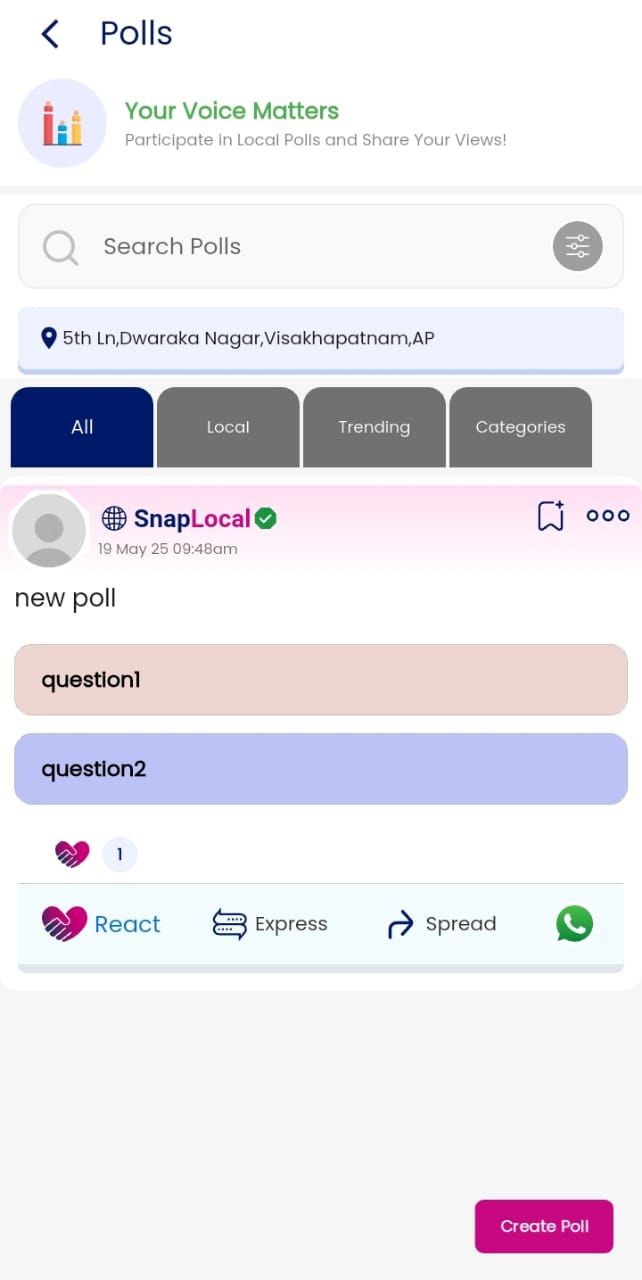 Polls
Your Voice Matters
Participate in Local Polls and Share Your Views!
Search Polls
5th Ln,Dwaraka Nagar,Visakhapatnam,AP
All Local Trending Categories
SnapLocal
19 May 25 09:48am
new poll
question1
question2
1
React Express Spread
Create Poll